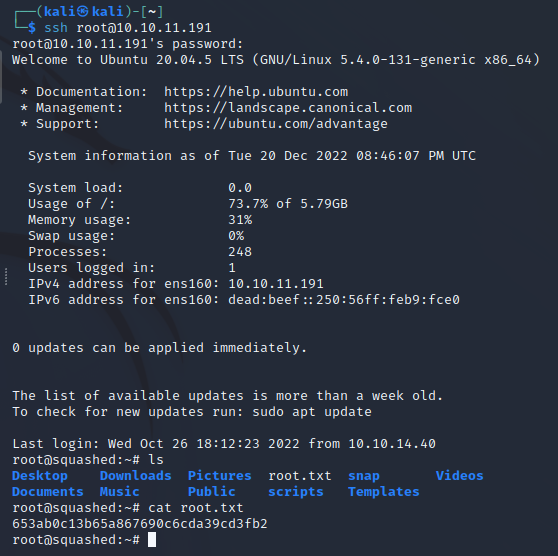 ┌──(kali㉿kali)-[~]
└─$ ssh root@10.10.11.191
root@10.10.11.191's password:
Welcome to Ubuntu 20.04.5 LTS (GNU/Linux 5.4.0-131-generic x86_64)
* Documentation:  https://help.ubuntu.com
* Management:     https://landscape.canonical.com
* Support:        https://ubuntu.com/advantage
System information as of Tue 20 Dec 2022 08:46:07 PM UTC
System load:             0.0
Usage of /:              73.7% of 5.79GB
Memory usage:            31%
Swap usage:              0%
Processes:               248
Users logged in:         1
IPv4 address for ens160: 10.10.11.191
IPv6 address for ens160: dead:beef::250:56ff:feb9:fce0
0 updates can be applied immediately.
The list of available updates is more than a week old.
To check for new updates run: sudo apt update
Last login: Wed Oct 26 18:12:23 2022 from 10.10.14.40
root@squashed:~# ls
Desktop    Downloads  Pictures  root.txt  snap       Videos
Documents  Music      Public    scripts   Templates
root@squashed:~# cat root.txt
653ab0c13b65a867690c6cda39cd3fb2
root@squashed:~#